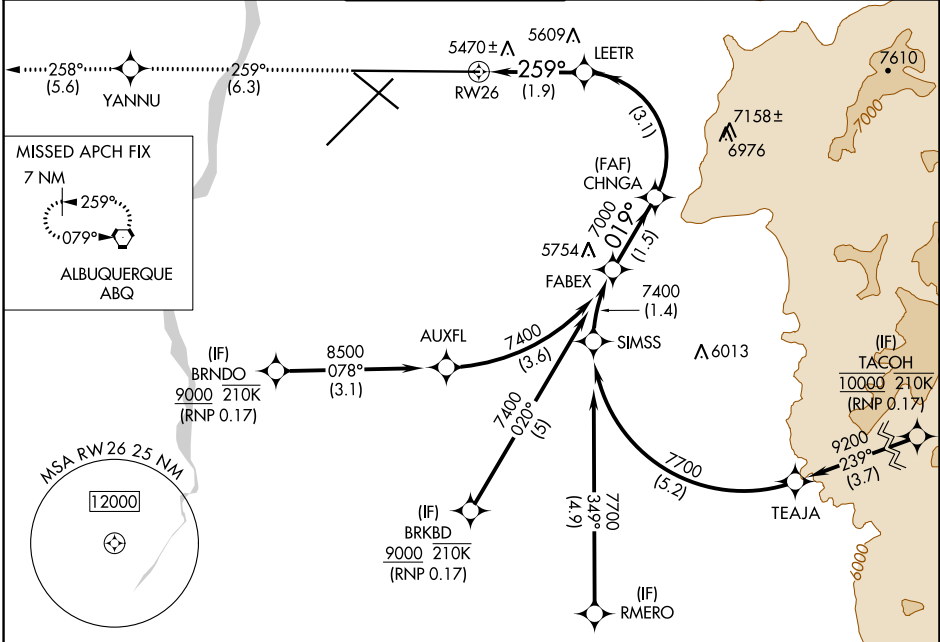 5470±
5609
LEETR
7610
258°
(5.6)
YANNU
259°
(6.3)
259°
(1.9)
RW26
7000
7158±
6976
(3.1)
MISSED APCH FIX
7 NM
259°
079°
ALBUQUERQUE
ABQ
(FAF)
CHNGA
7000
019°
(1.5)
5754
FABEX
7400
(1.4)
SIMSS
6013
AUXFL
7400
(3.6)
(IF)
BRNDO
9000 210K
(RNP 0.17)
8500
078°
(3.1)
(IF)
TACOH
10000 210K
(RNP 0.17)
9200
239°
(3.7)
TEAJA
7700
(5.2)
7400
020°
(5)
7700
349°
(4.9)
(IF)
BRKBD
9000 210K
(RNP 0.17)
(IF)
RMERO
6000
MSA RW 26 25 NM
12000